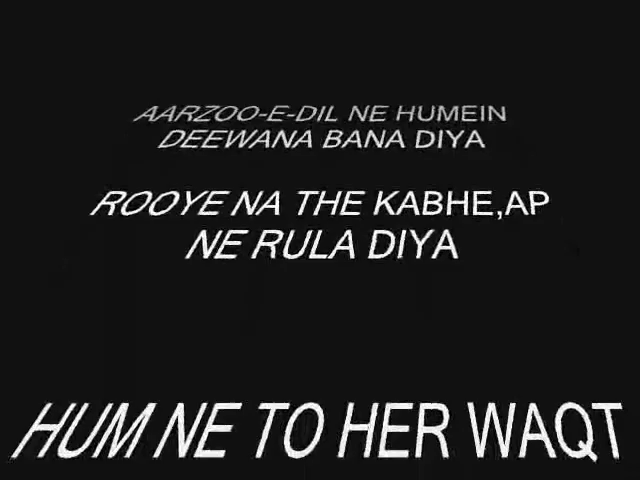 AARZOO-E-DIL NE HUMEIN
DEEWANA BANA DIYA
ROOYE NA THE KABHE,AP
NE RULA DIYA
HUM NE TO HER WAQT